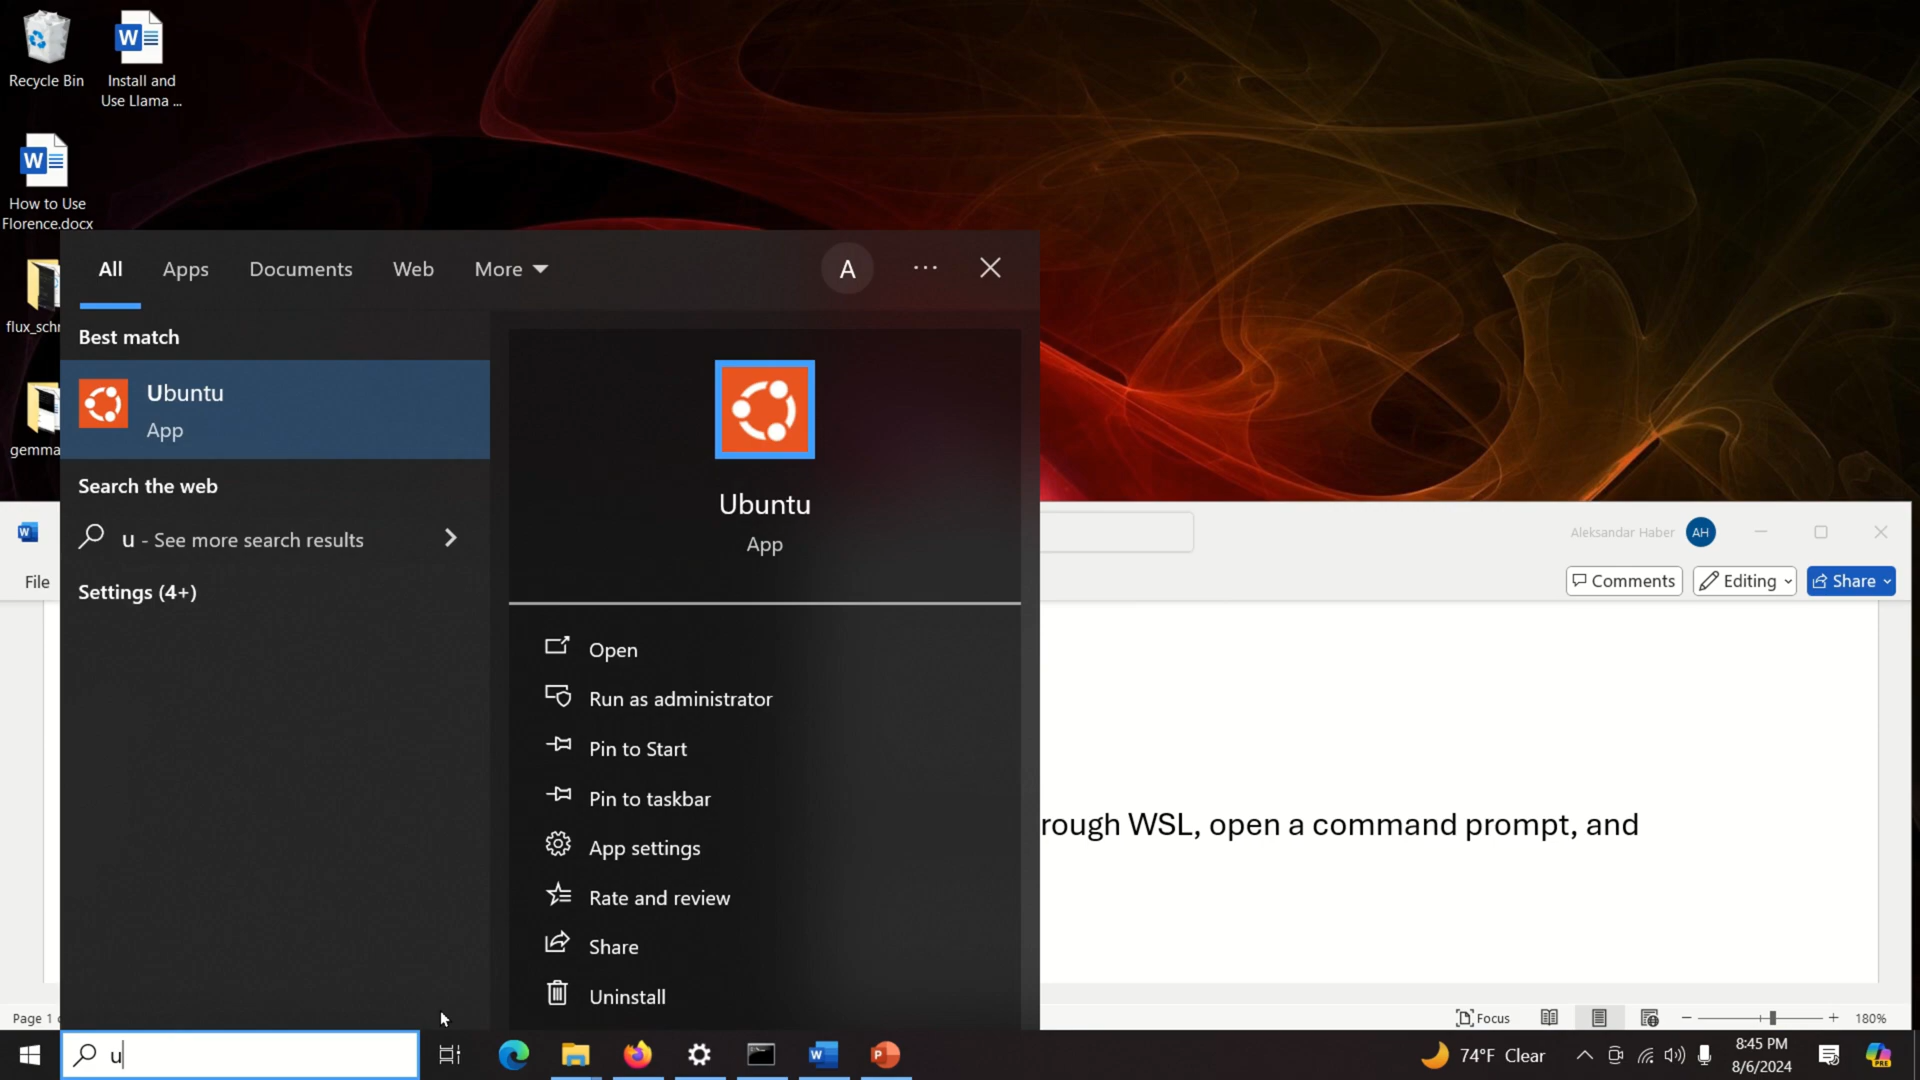 Recycle Bin
Install and
Use Llama ...
How to Use
Florence.docx
flux_schr
gemma
All
Apps
Documents
Web
More
A
Best match
Ubuntu
App
Search the web
u - See more search results
Settings (4+)
Ubuntu
App
Open
Run as administrator
Pin to Start
Pin to taskbar
App settings
Rate and review
Share
Uninstall
Aleksandar Haber
AH
File
Comments
Editing
Share
rough WSL, open a command prompt, and
Page 1
Focus
180%
u
74°F Clear
8:45 PM
8/6/2024